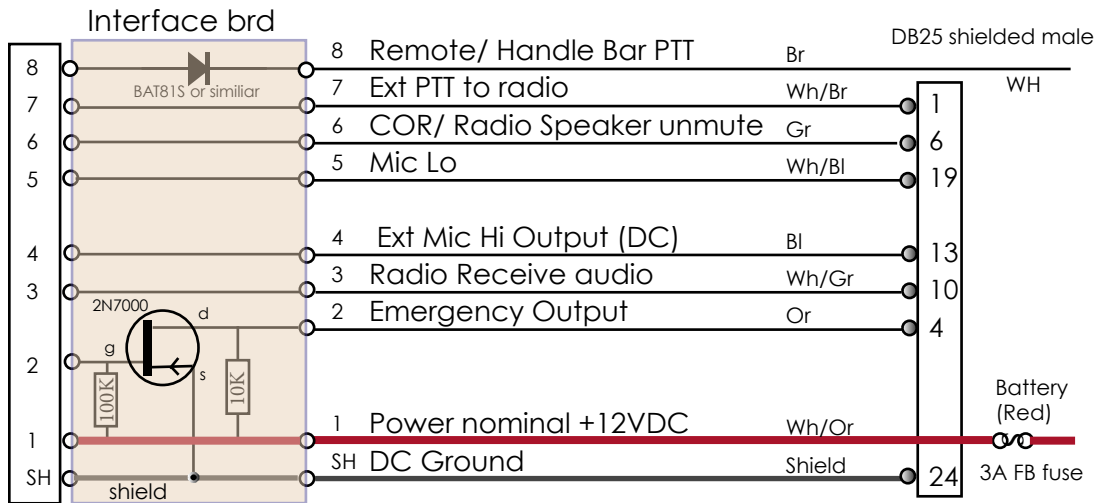 Interface brd
DB25 shielded male
8 8 Remote/ Handle Bar PTT Br
BAT81S or similiar
WH
7 7 Ext PTT to radio Wh/Br 1
6 6 COR/ Radio Speaker unmute Gr 6
5 5 Mic Lo Wh/Bl 19
4 4 Ext Mic Hi Output (DC) Bl 13
3 3 Radio Receive audio Wh/Gr 10
2N7000
d
2 Emergency Output Or 4
2 g
s
100K
10K
Battery
(Red)
1 1 Power nominal +12VDC Wh/Or
SH SH DC Ground Shield 24
3A FB fuse
shield